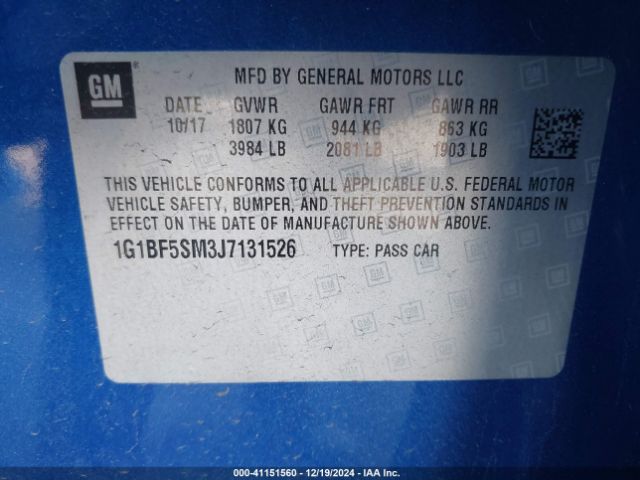 GM
MFD BY GENERAL MOTORS LLC
DATE GVWR GAWR FRT GAWR RR
10/17 1807 KG 944 KG 863 KG
3984 LB 2081 LB 1903 LB
THIS VEHICLE CONFORMS TO ALL APPLICABLE U.S. FEDERAL MOTOR
VEHICLE SAFETY, BUMPER, AND THEFT PREVENTION STANDARDS IN
EFFECT ON THE DATE OF MANUFACTURE SHOWN ABOVE.
1G1BF5SM3J7131526 TYPE: PASS CAR
000-41151560 - 12/19/2024 - IAA Inc.